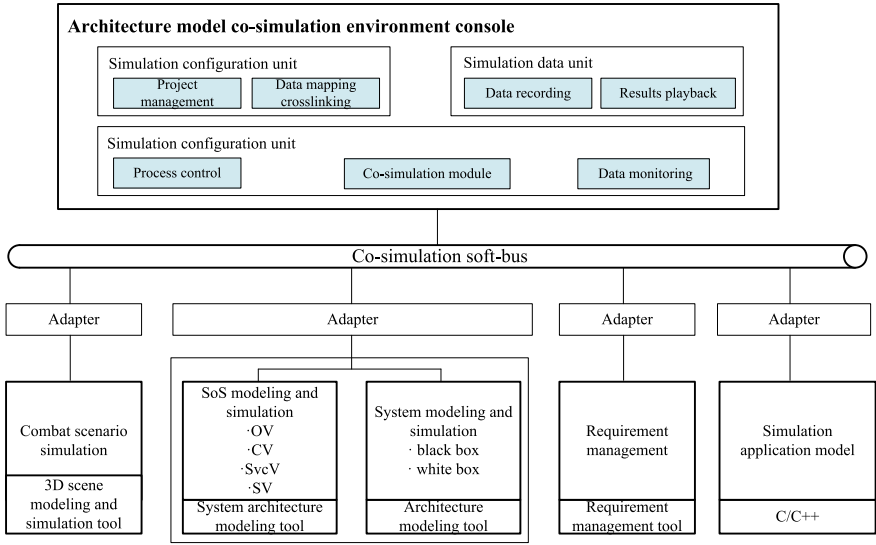 Architecture model co-simulation environment console
Simulation configuration unit
Project
management
Data mapping
crosslinking
Simulation data unit
Data recording
Results playback
Simulation configuration unit
Process control
Co-simulation module
Data monitoring
Co-simulation soft-bus
Adapter
Adapter
Adapter
Adapter
Combat scenario
simulation
3D scene
modeling and
simulation tool
SoS modeling and
simulation
·OV
·CV
·SvcV
·SV
System architecture
modeling tool
System modeling and
simulation
· black box
· white box
Architecture
modeling tool
Requirement
management
Requirement
management tool
Simulation
application model
C/C++